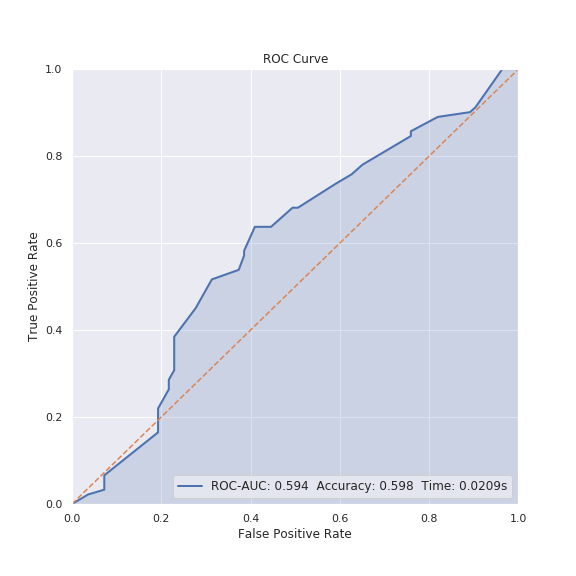 ROC Curve
1.0
0.8
0.6
0.4
0.2
0.0
True Positive Rate
ROC-AUC: 0.594  Accuracy: 0.598  Time: 0.0209s
0.0 0.2 0.4 0.6 0.8 1.0
False Positive Rate